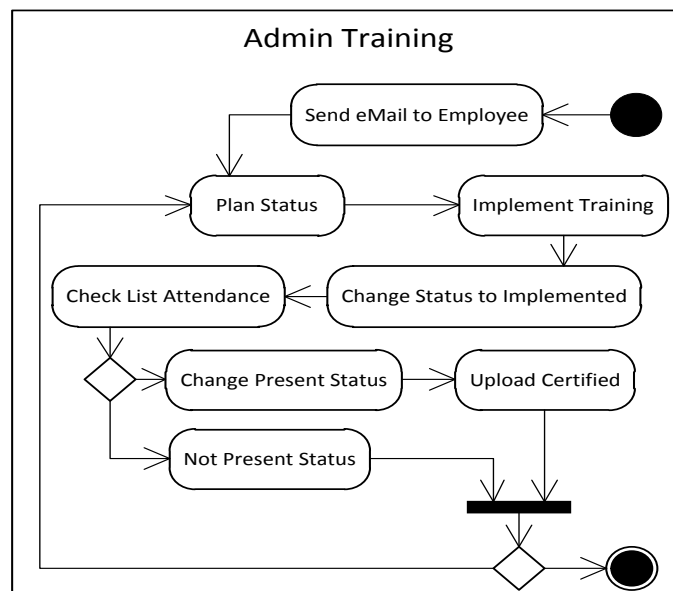 Admin Training
Send eMail to Employee
Plan Status
Implement Training
Change Status to Implemented
Check List Attendance
Change Present Status
Upload Certified
Not Present Status